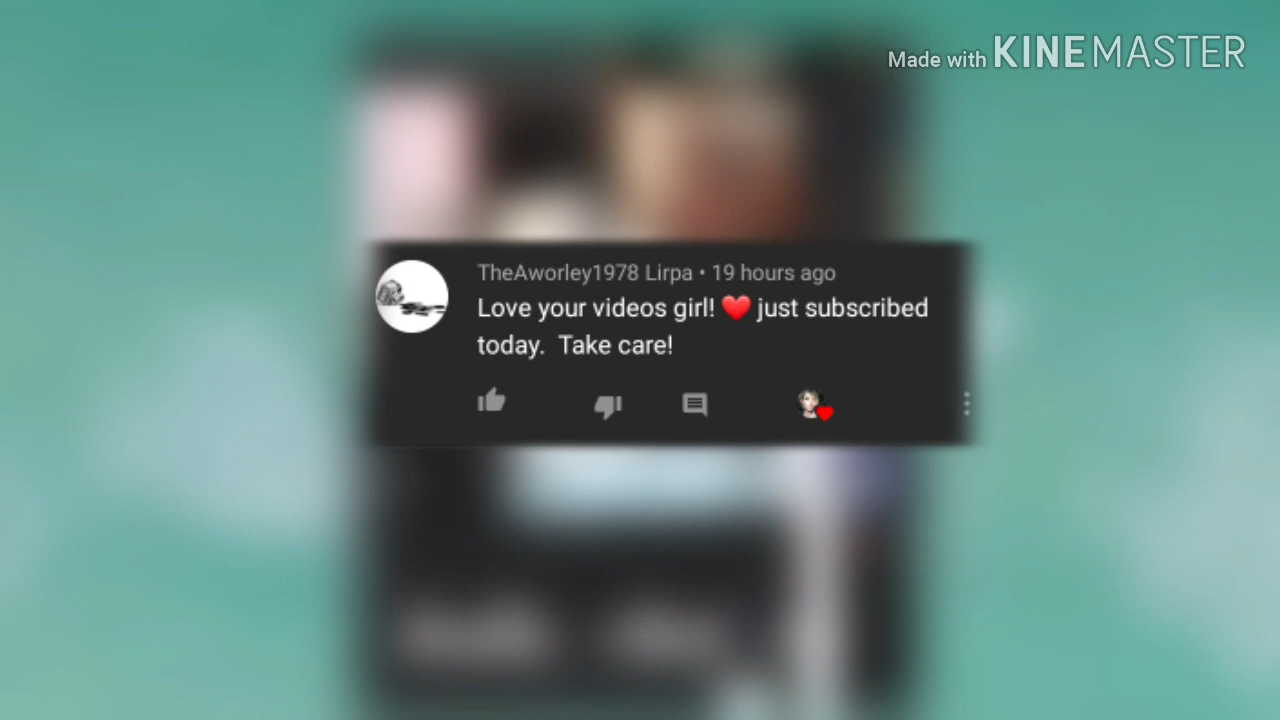 Made with KINEMASTER
TheAworley1978 Lirpa • 19 hours ago
Love your videos girl! ❤️ just subscribed
today.  Take care!